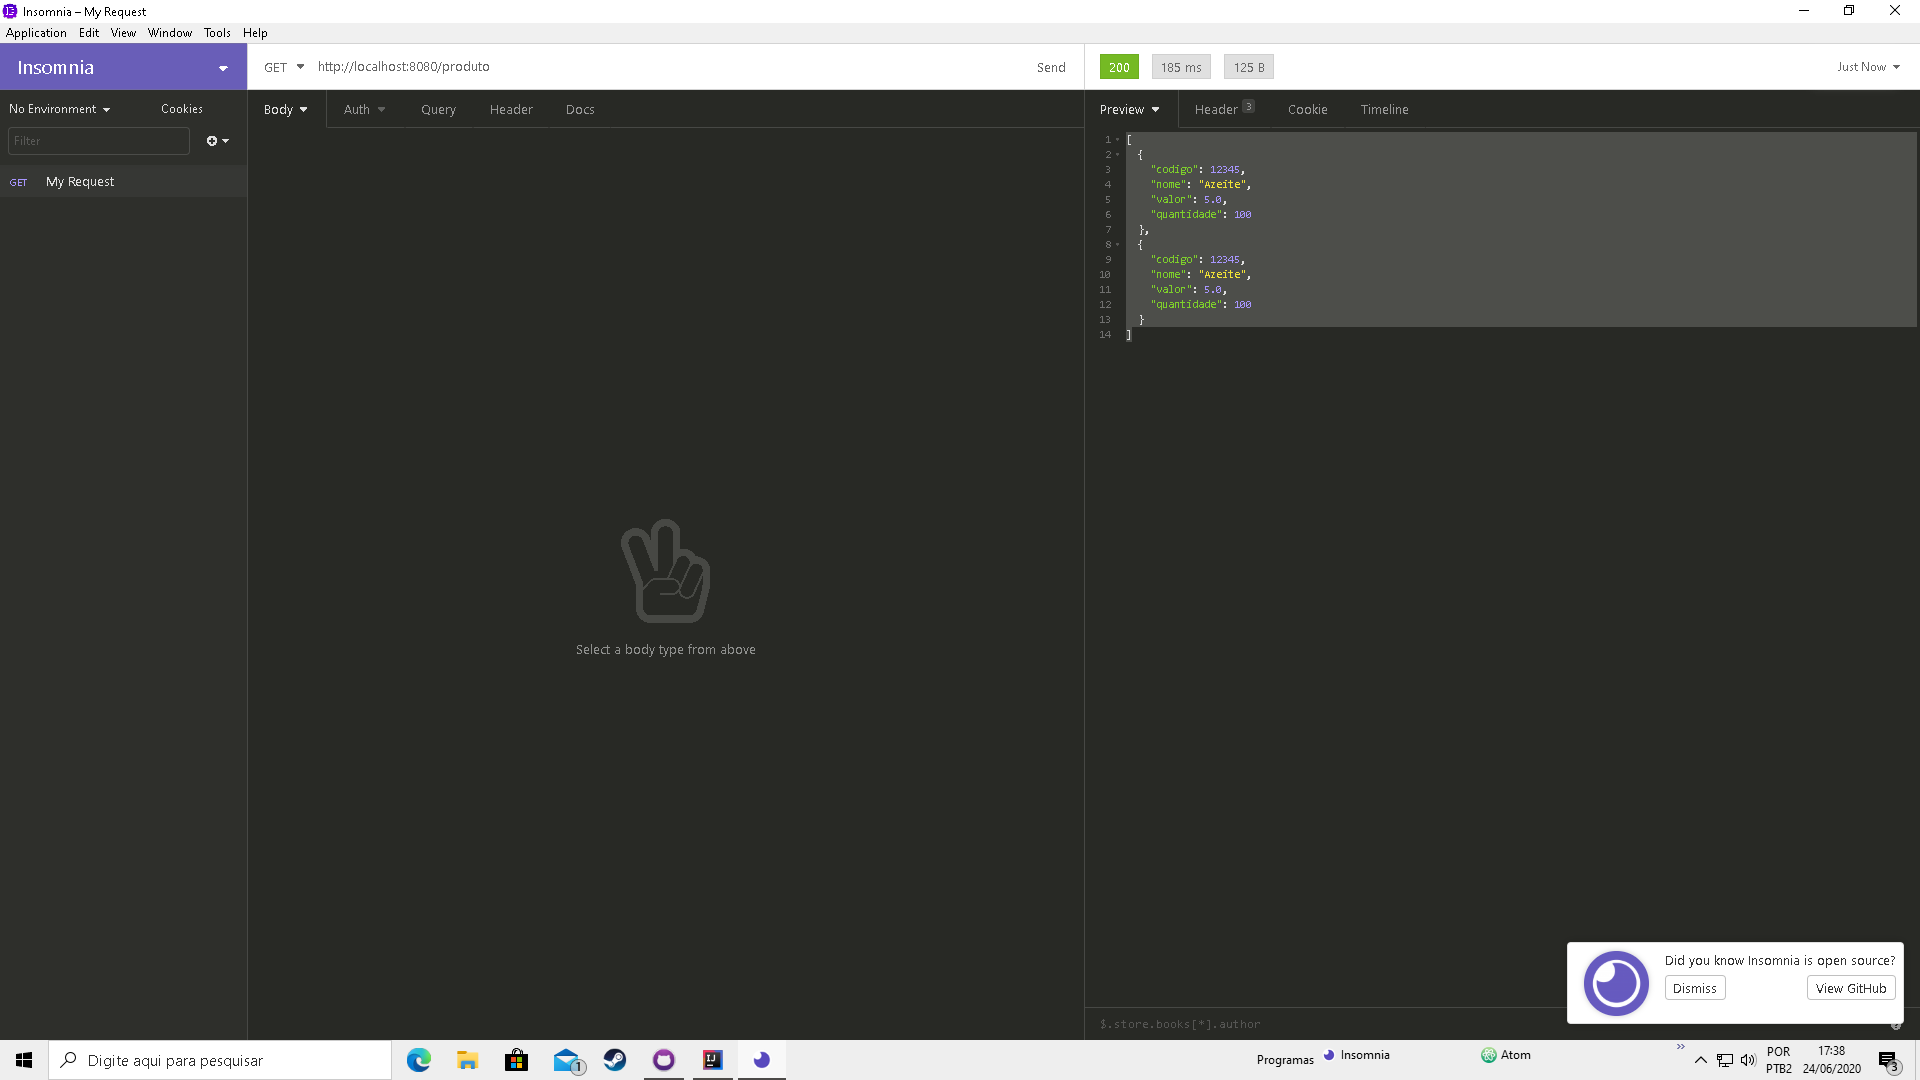 Insomnia – My Request
Application Edit View Window Tools Help
Insomnia
GET http://localhost:8080/produto Send
200 185 ms 125 B Just Now
No Environment Cookies
Body Auth Query Header Docs
Preview Header 3 Cookie Timeline
Filter
GET My Request
1 [
2 {
3 "codigo": 12345,
4 "nome": "Azeite",
5 "valor": 5.0,
6 "quantidade": 100
7 },
8 {
9 "codigo": 12345,
10 "nome": "Azeite",
11 "valor": 5.0,
12 "quantidade": 100
13 }
14 ]
Select a body type from above
Did you know Insomnia is open source?
Dismiss View GitHub
$.store.books[*].author
Digite aqui para pesquisar
1
IJ
Programas Insomnia Atom
POR
PTB2
17:38
24/06/2020
3